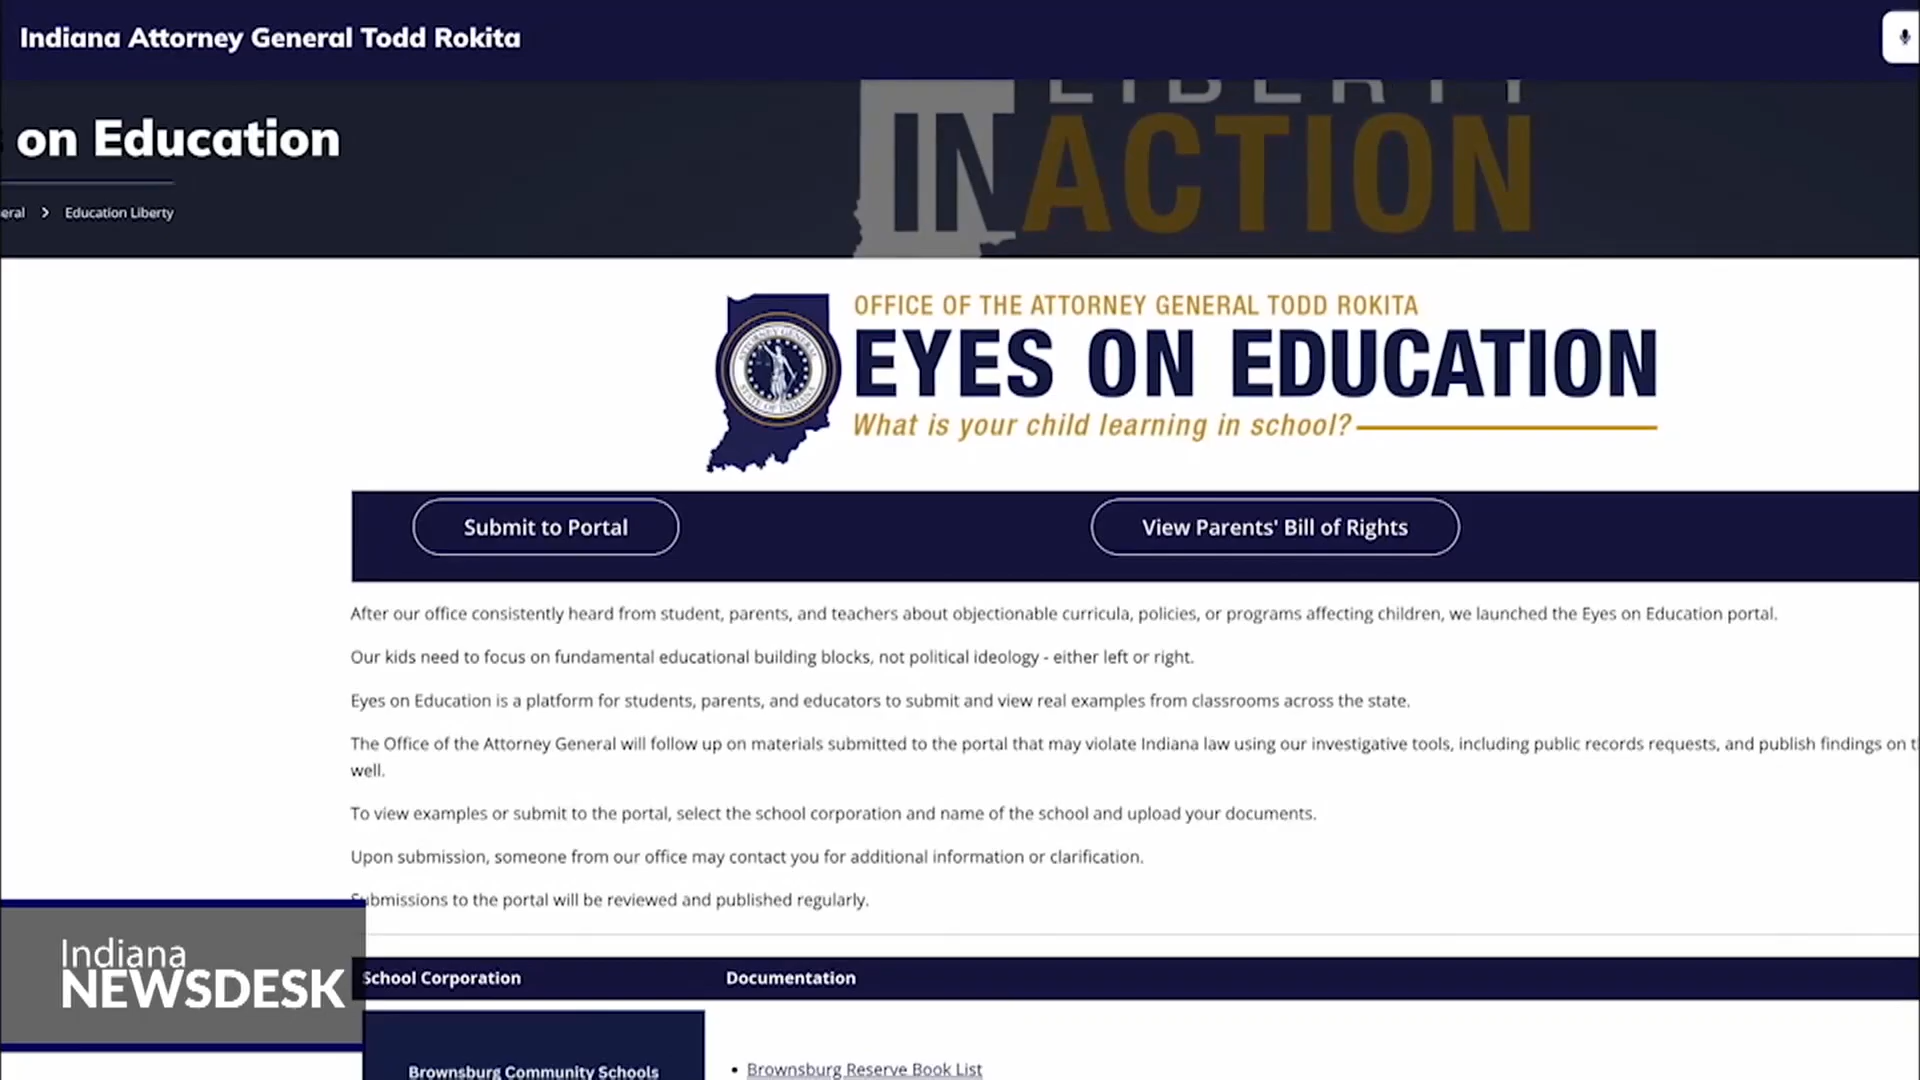 Indiana Attorney General Todd Rokita
LIBERTY
IN ACTION
on Education
eral > Education Liberty
OFFICE OF THE ATTORNEY GENERAL TODD ROKITA
EYES ON EDUCATION
What is your child learning in school?
ATTORNEY GENERAL
STATE OF INDIANA
Submit to Portal
View Parents' Bill of Rights
After our office consistently heard from student, parents, and teachers about objectionable curricula, policies, or programs affecting children, we launched the Eyes on Education portal.
Our kids need to focus on fundamental educational building blocks, not political ideology - either left or right.
Eyes on Education is a platform for students, parents, and educators to submit and view real examples from classrooms across the state.
The Office of the Attorney General will follow up on materials submitted to the portal that may violate Indiana law using our investigative tools, including public records requests, and publish findings on
well.
To view examples or submit to the portal, select the school corporation and name of the school and upload your documents.
Upon submission, someone from our office may contact you for additional information or clarification.
Submissions to the portal will be reviewed and published regularly.
Indiana
NEWSDESK
School Corporation
Documentation
Brownsburg Community Schools
• Brownsburg Reserve Book List